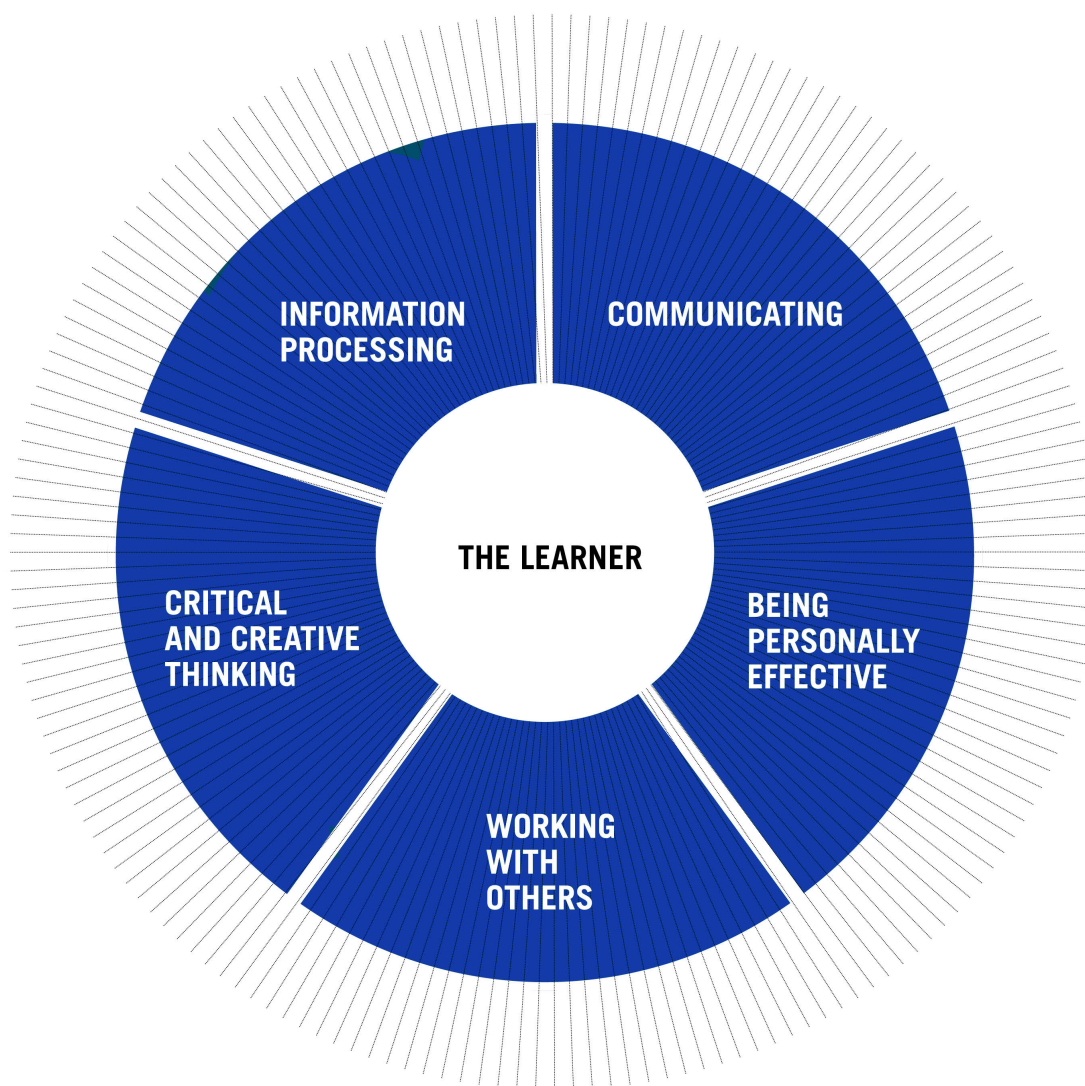 INFORMATION
PROCESSING
COMMUNICATING
THE LEARNER
CRITICAL
AND CREATIVE
THINKING
BEING
PERSONALLY
EFFECTIVE
WORKING
WITH
OTHERS